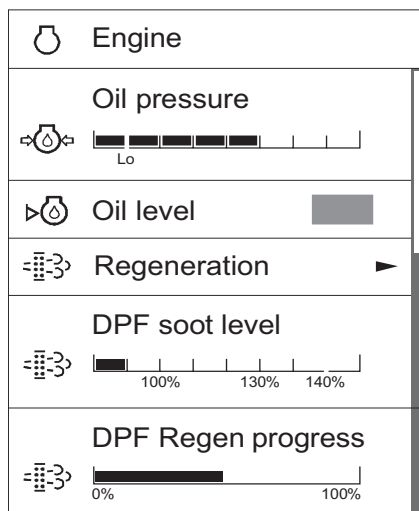 Engine
Oil pressure
Lo
Oil level
Regeneration
DPF soot level
100% 130% 140%
DPF Regen progress
0% 100%